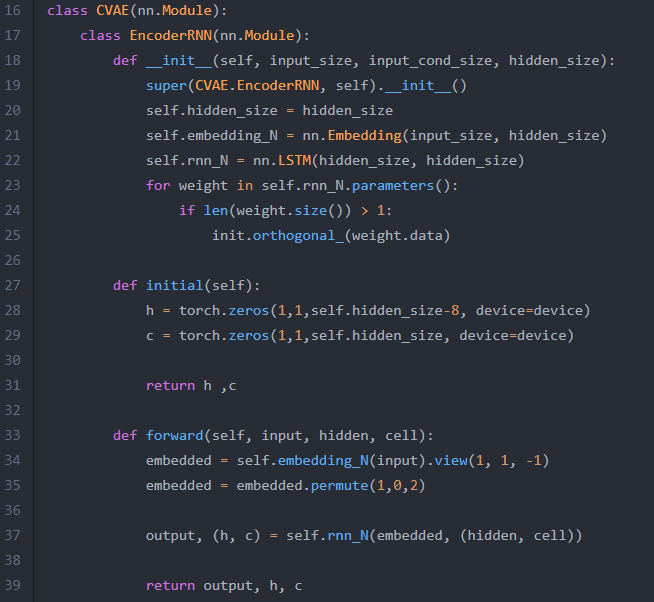 16 class CVAE(nn.Module):
17     class EncoderRNN(nn.Module):
18         def __init__(self, input_size, input_cond_size, hidden_size):
19             super(CVAE.EncoderRNN, self).__init__()
20             self.hidden_size = hidden_size
21             self.embedding_N = nn.Embedding(input_size, hidden_size)
22             self.rnn_N = nn.LSTM(hidden_size, hidden_size)
23             for weight in self.rnn_N.parameters():
24                 if len(weight.size()) > 1:
25                     init.orthogonal_(weight.data)
26
27         def initial(self):
28             h = torch.zeros(1,1,self.hidden_size-8, device=device)
29             c = torch.zeros(1,1,self.hidden_size, device=device)
30
31             return h ,c
32
33         def forward(self, input, hidden, cell):
34             embedded = self.embedding_N(input).view(1, 1, -1)
35             embedded = embedded.permute(1,0,2)
36
37             output, (h, c) = self.rnn_N(embedded, (hidden, cell))
38
39             return output, h, c